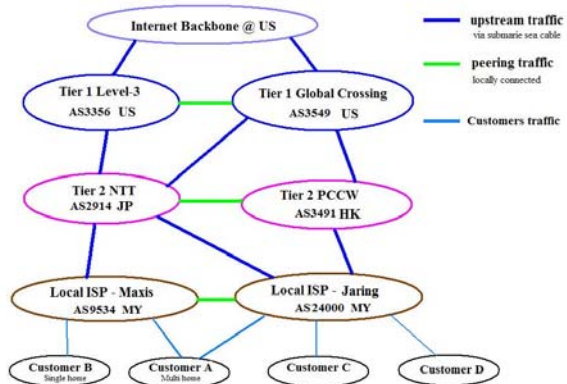 Internet Backbone @ US
upstream traffic
via submarie sea cable
peering traffic
locally connected
Customers traffic
Tier 1 Level-3
AS3356 US
Tier 1 Global Crossing
AS3549 US
Tier 2 NTT
AS2914 JP
Tier 2 PCCW
AS3491 HK
Local ISP - Maxis
AS9534 MY
Local ISP - Jaring
AS24000 MY
Customer B
Single home
Customer A
Multi home
Customer C
Customer D